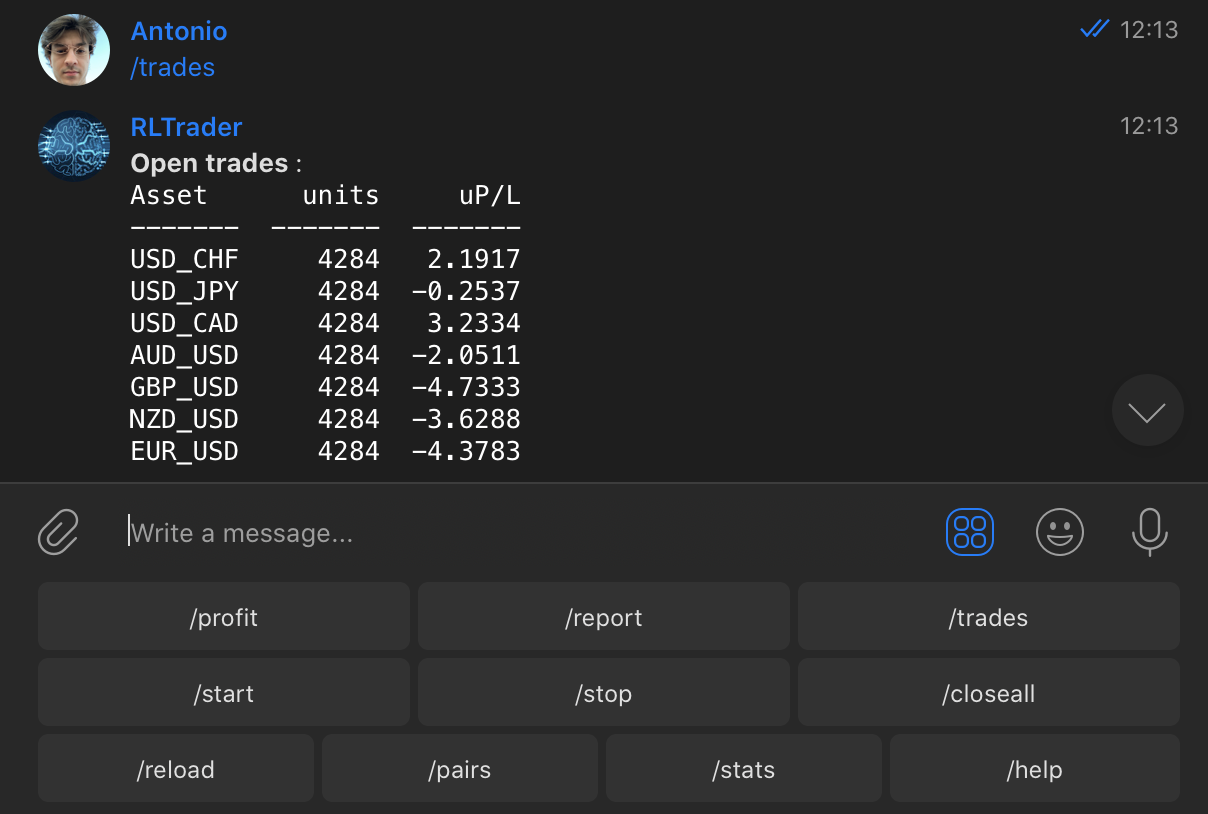 Antonio 12:13
/trades
RLTrader 12:13
Open trades :
Asset units uP/L
------- ------- -------
USD_CHF 4284 2.1917
USD_JPY 4284 -0.2537
USD_CAD 4284 3.2334
AUD_USD 4284 -2.0511
GBP_USD 4284 -4.7333
NZD_USD 4284 -3.6288
EUR_USD 4284 -4.3783
Write a message...
/profit /report /trades
/start /stop /closeall
/reload /pairs /stats /help